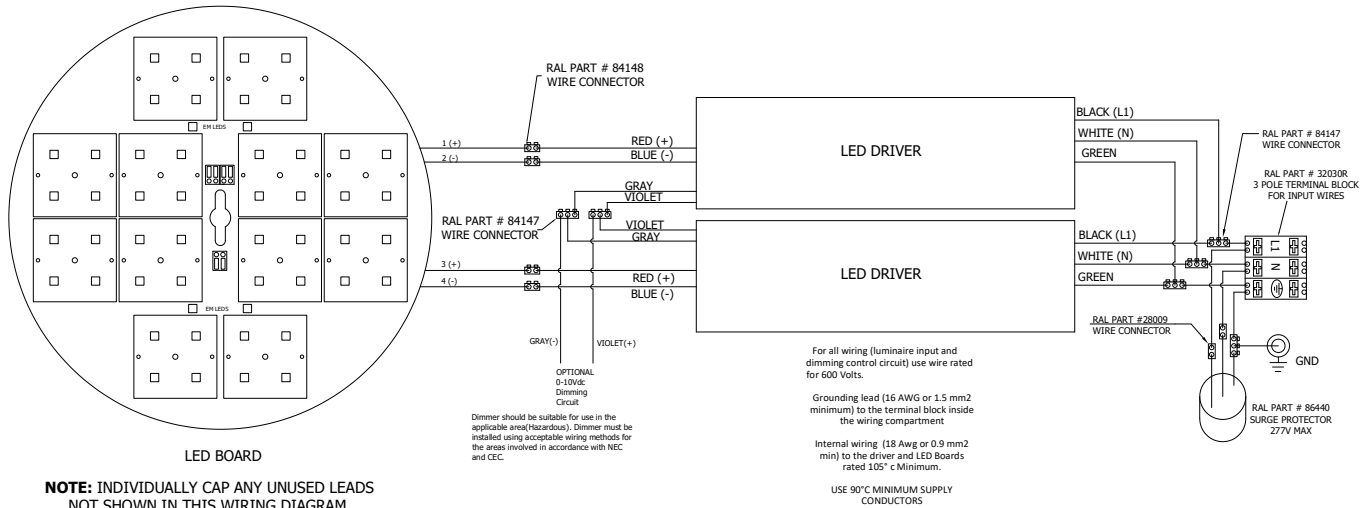 EM LEDS
EM LEDS
LED BOARD
NOTE: INDIVIDUALLY CAP ANY UNUSED LEADS
NOT SHOWN IN THIS WIRING DIAGRAM
1 (+)
2 (-)
3 (+)
4 (-)
RAL PART # 84148
WIRE CONNECTOR
RED (+)
BLUE (-)
GRAY
VIOLET
RAL PART # 84147
WIRE CONNECTOR
VIOLET
GRAY
RED (+)
BLUE (-)
GRAY(-)
VIOLET(+)
OPTIONAL
0-10Vdc
Dimming
Circuit
Dimmer should be suitable for use in the
applicable area(Hazardous). Dimmer must be
installed using acceptable wiring methods for
the areas involved in accordance with NEC
and CEC.
LED DRIVER
LED DRIVER
For all wiring (luminaire input and
dimming control circuit) use wire rated
for 600 Volts.
Grounding lead (16 AWG or 1.5 mm2
minimum) to the terminal block inside
the wiring compartment
Internal wiring (18 Awg or 0.9 mm2
min) to the driver and LED Boards
rated 105° c Minimum.
USE 90°C MINIMUM SUPPLY
CONDUCTORS
BLACK (L1)
WHITE (N)
GREEN
BLACK (L1)
WHITE (N)
GREEN
RAL PART # 84147
WIRE CONNECTOR
RAL PART # 32030R
3 POLE TERMINAL BLOCK
FOR INPUT WIRES
L1
N
RAL PART #28009
WIRE CONNECTOR
GND
RAL PART # 86440
SURGE PROTECTOR
277V MAX